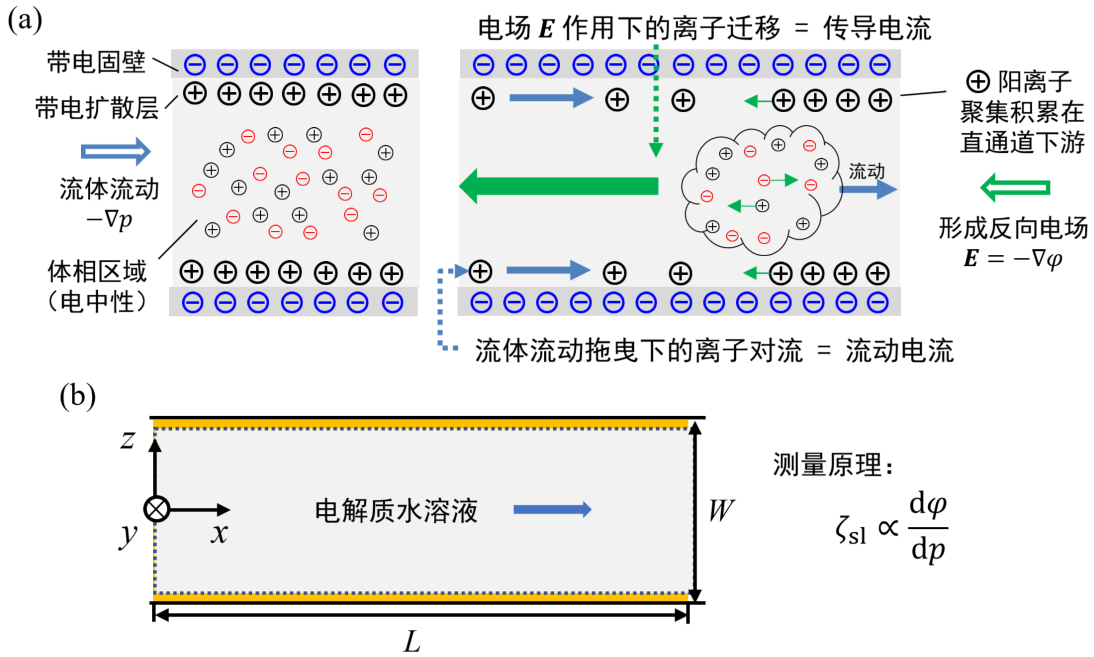 (a)
电场 E 作用下的离子迁移 = 传导电流
带电固壁
带电扩散层
流体流动
−∇p
体相区域
（电中性）
流动
阳离子
聚集积累在
直通道下游
形成反向电场
E = −∇φ
流体流动拖曳下的离子对流 = 流动电流
(b)
z
y
x
电解质水溶液
W
L
测量原理：
ζsl ∝ dφ/dp